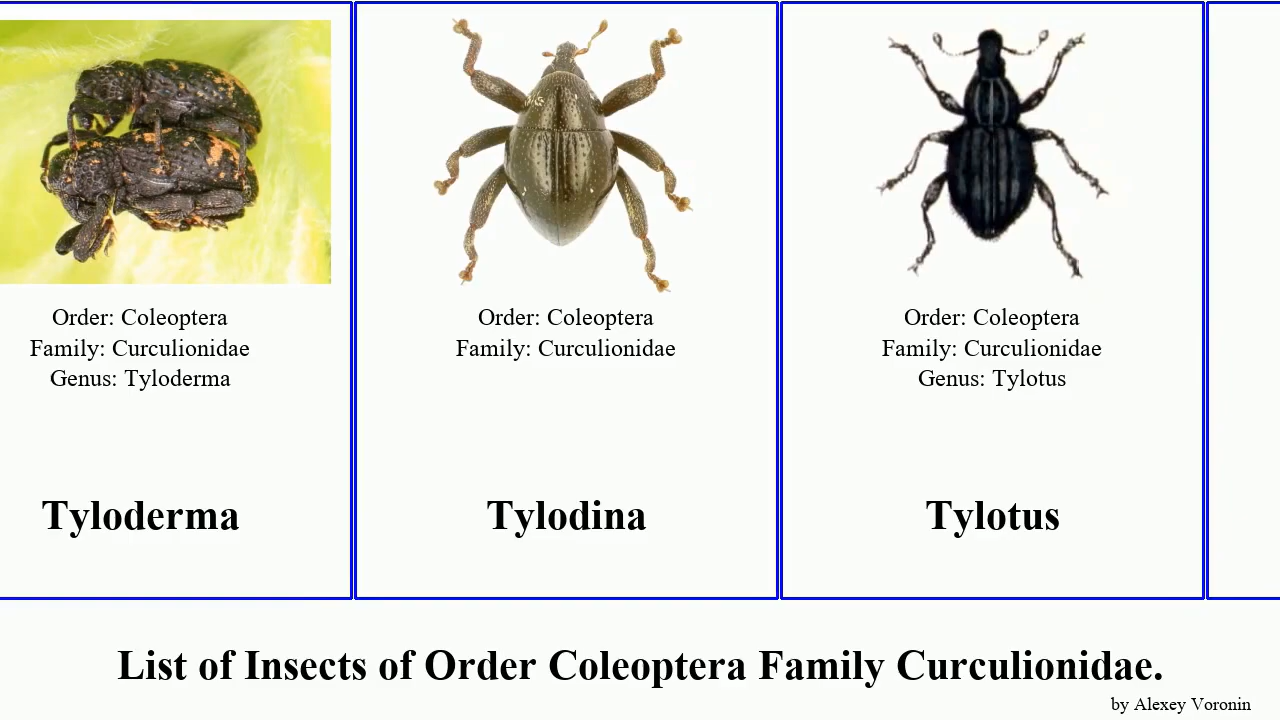 Order: Coleoptera
Family: Curculionidae
Genus: Tyloderma
Tyloderma
Order: Coleoptera
Family: Curculionidae
Tylodina
Order: Coleoptera
Family: Curculionidae
Genus: Tylotus
Tylotus
List of Insects of Order Coleoptera Family Curculionidae.
by Alexey Voronin